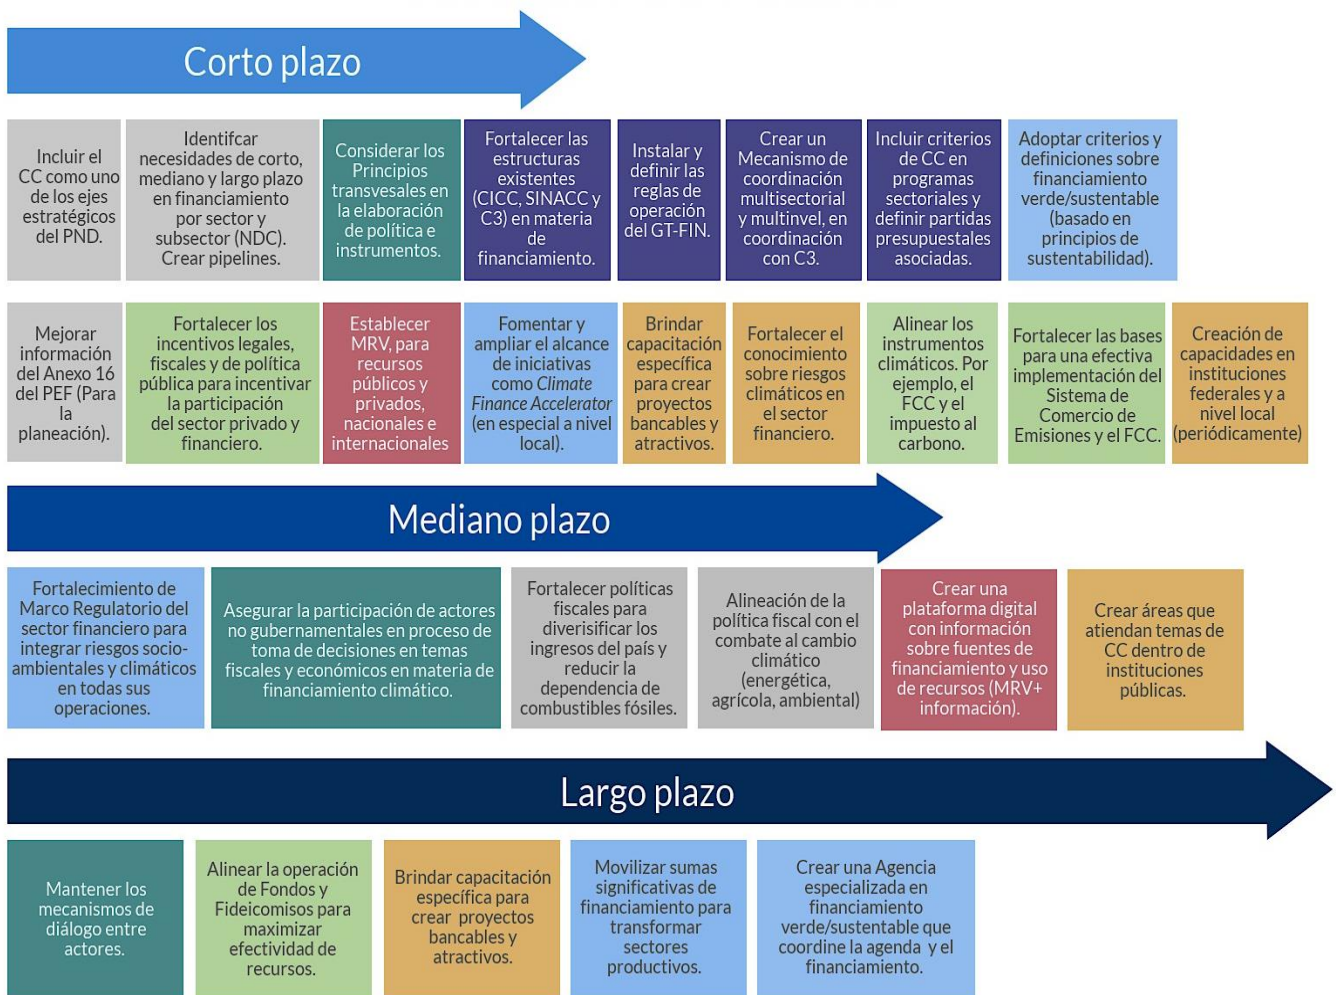 Corto plazo
Incluir el
CC como uno
de los ejes
estratégicos
del PND.
Identifcar
necesidades de corto,
mediano y largo plazo
en financiamiento
por sector y
subsector (NDC).
Crear pipelines.
Considerar los
Principios
transvesales en
la elaboración
de política e
instrumentos.
Fortalecer las
estructuras
existentes
(CICC, SINACC y
C3) en materia
de
financiamiento.
Instalar y
definir las
reglas de
operación
del GT-FIN.
Crear un
Mecanismo de
coordinación
multisectorial
y multinvel, en
coordinación
con C3.
Incluir criterios
de CC en
programas
sectoriales y
definir partidas
presupuestales
asociadas.
Adoptar criterios y
definiciones sobre
financiamiento
verde/sustentable
(basado en
principios de
sustentabilidad).
Mejorar
información
del Anexo 16
del PEF (Para
la
planeación).
Fortalecer los
incentivos legales,
fiscales y de política
pública para incentivar
la participación
del sector privado y
financiero.
Establecer
MRV, para
recursos
públicos y
privados,
nacionales e
internacionales
Fomentar y
ampliar el alcance
de iniciativas
como Climate
Finance Accelerator
(en especial a nivel
local).
Brindar
capacitación
específica
para crear
proyectos
bancables y
atractivos.
Fortalecer el
conocimiento
sobre riesgos
climáticos en
el sector
financiero.
Alinear los
instrumentos
climáticos. Por
ejemplo, el
FCC y el
impuesto al
carbono.
Fortalecer las bases
para una efectiva
implementación del
Sistema de
Comercio de
Emisiones y el FCC.
Creación de
capacidades en
instituciones
federales y a
nivel local
(periódicamente)
Mediano plazo
Fortalecimiento de
Marco Regulatorio del
sector financiero para
integrar riesgos socio-
ambientales y climáticos
en todas sus
operaciones.
Asegurar la participación de actores
no gubernamentales en proceso de
toma de decisiones en temas
fiscales y económicos en materia de
financiamiento climático.
Fortalecer políticas
fiscales para
diverisificar los
ingresos del país y
reducir la
dependencia de
combustibles fósiles.
Alineación de la
política fiscal con el
combate al cambio
climático
(energética,
agrícola, ambiental)
Crear una
plataforma digital
con información
sobre fuentes de
financiamiento y uso
de recursos (MRV+
información).
Crear áreas que
atiendan temas de
CC dentro de
instituciones
públicas.
Largo plazo
Mantener los
mecanismos de
diálogo entre
actores.
Alinear la operación
de Fondos y
Fideicomisos para
maximizar
efectividad de
recursos.
Brindar capacitación
específica para
crear proyectos
bancables y
atractivos.
Movilizar sumas
significativas de
financiamiento para
transformar
sectores
productivos.
Crear una Agencia
especializada en
financiamiento
verde/sustentable que
coordine la agenda y el
financiamiento.